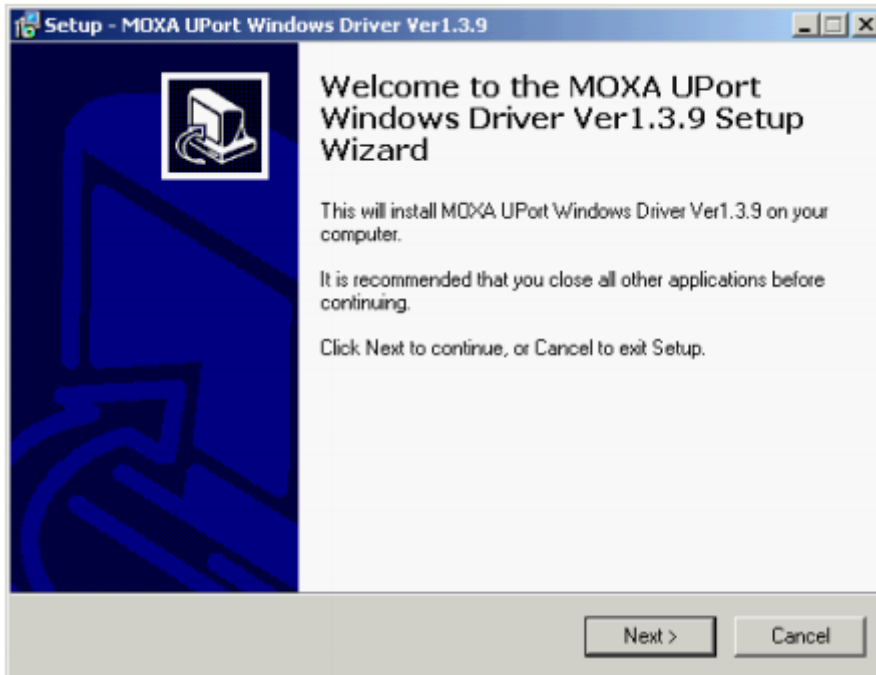 Setup - MOXA UPort Windows Driver Ver1.3.9
Welcome to the MOXA UPort
Windows Driver Ver1.3.9 Setup
Wizard
This will install MOXA UPort Windows Driver Ver1.3.9 on your
computer.
It is recommended that you close all other applications before
continuing.
Click Next to continue, or Cancel to exit Setup.
Next >
Cancel